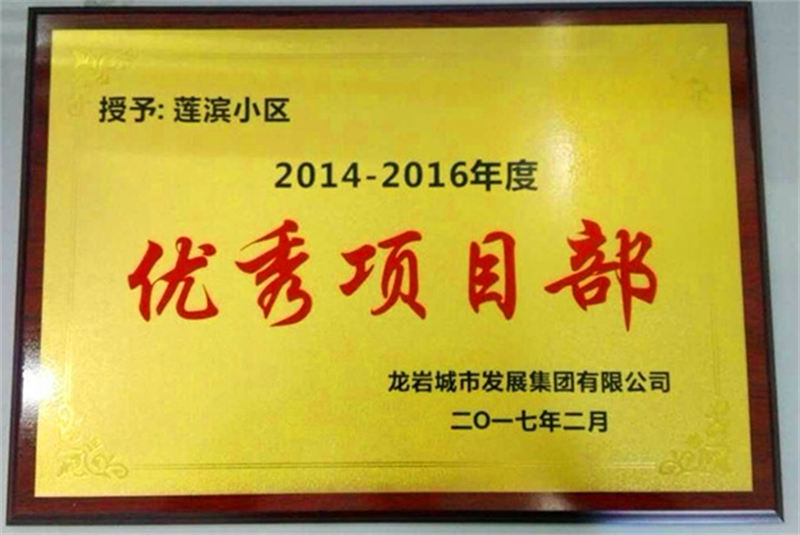 授予: 莲滨小区
2014-2016年度
优秀项目部
龙岩城市发展集团有限公司
二〇一七年二月